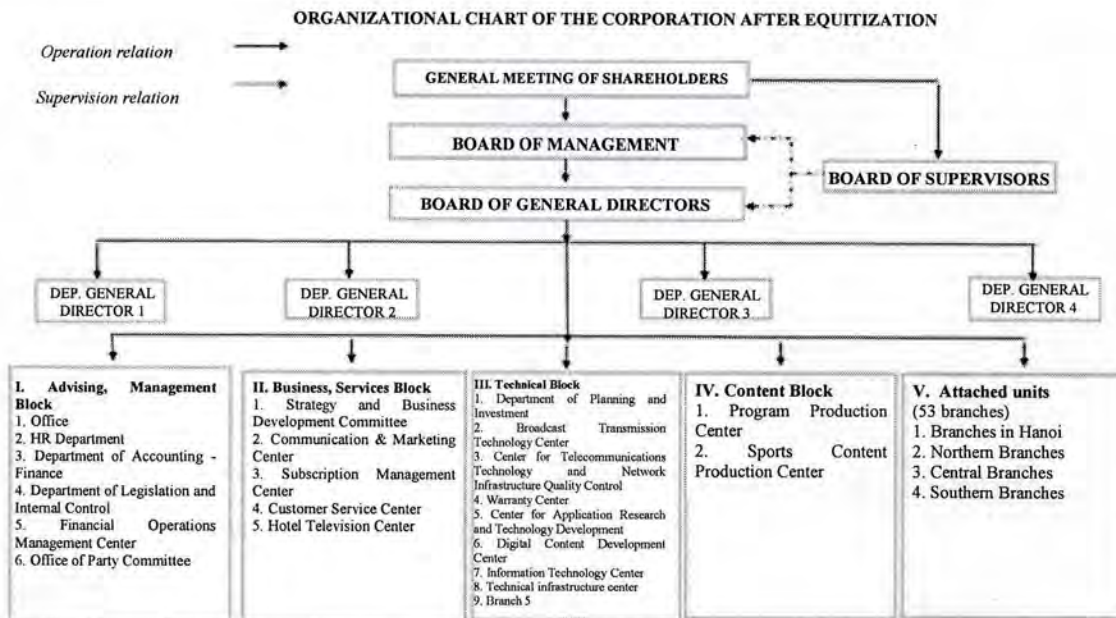 ORGANIZATIONAL CHART OF THE CORPORATION AFTER EQUITIZATION
Operation relation
Supervision relation
GENERAL MEETING OF SHAREHOLDERS
BOARD OF MANAGEMENT
BOARD OF SUPERVISORS
BOARD OF GENERAL DIRECTORS
DEP. GENERAL
DIRECTOR 1
DEP. GENERAL
DIRECTOR 2
DEP. GENERAL
DIRECTOR 3
DEP. GENERAL
DIRECTOR 4
I. Advising, Management
Block
1. Office
2. HR Department
3. Department of Accounting -
Finance
4. Department of Legislation and
Internal Control
5. Financial Operations
Management Center
6. Office of Party Committee
II. Business, Services Block
1. Strategy and Business
Development Committee
2. Communication & Marketing
Center
3. Subscription Management
Center
4. Customer Service Center
5. Hotel Television Center
III. Technical Block
1. Department of Planning and
Investment
2. Broadcast Transmission
Technology Center
3. Center for Telecommunications
Technology and Network
Infrastructure Quality Control
4. Warranty Center
5. Center for Application Research
and Technology Development
6. Digital Content Development
Center
7. Information Technology Center
8. Technical infrastructure center
9. Branch 5
IV. Content Block
1. Program Production
Center
2. Sports Content
Production Center
V. Attached units
(53 branches)
1. Branches in Hanoi
2. Northern Branches
3. Central Branches
4. Southern Branches